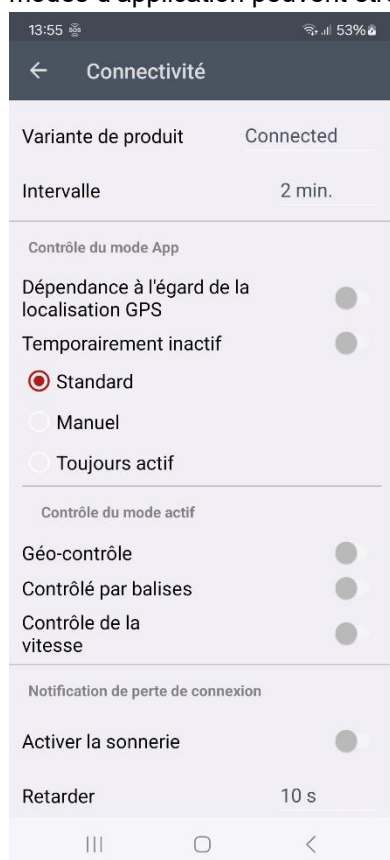 13:55 53%
Connectivité
Variante de produit Connected
Intervalle 2 min.
Contrôle du mode App
Dépendance à l'égard de la
localisation GPS
Temporairement inactif
Standard
Manuel
Toujours actif
Contrôle du mode actif
Géo-contrôle
Contrôlé par balises
Contrôle de la
vitesse
Notification de perte de connexion
Activer la sonnerie
Retarder 10 s